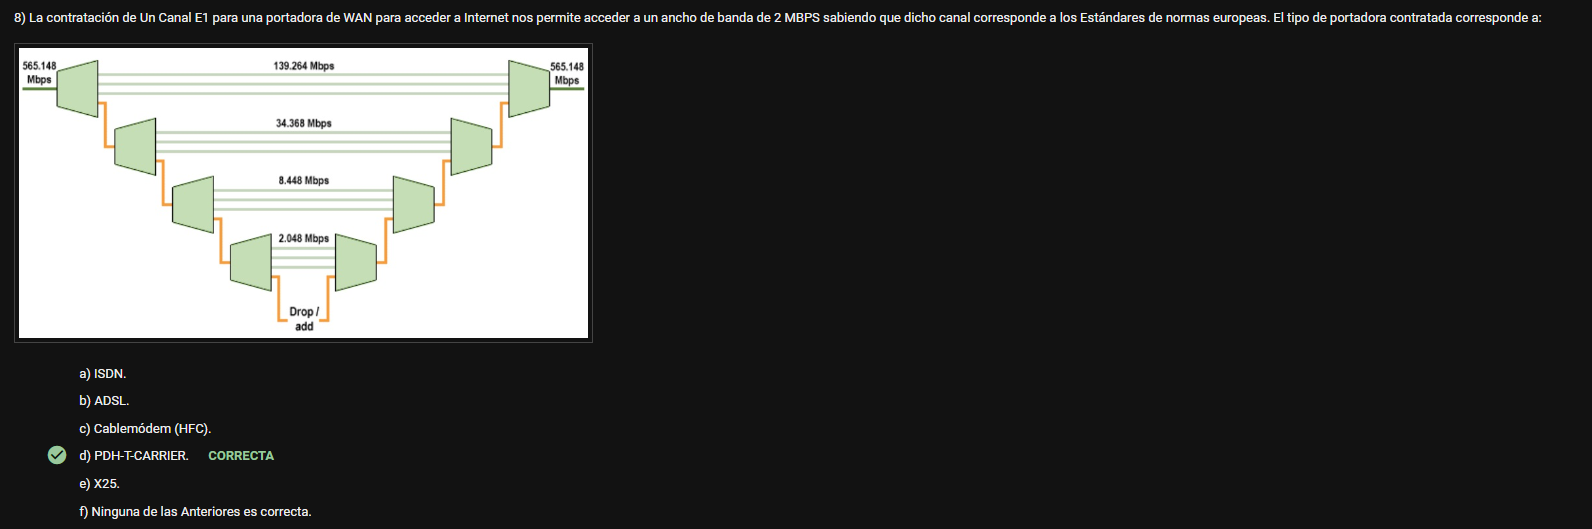 8) La contratación de Un Canal E1 para una portadora de WAN para acceder a Internet nos permite acceder a un ancho de banda de 2 MBPS sabiendo que dicho canal corresponde a los Estándares de normas europeas. El tipo de portadora contratada corresponde a:
565.148 Mbps
139.264 Mbps
565.148 Mbps
34.368 Mbps
8.448 Mbps
2.048 Mbps
Drop /
add
a) ISDN.
b) ADSL.
c) Cablemódem (HFC).
d) PDH-T-CARRIER. CORRECTA
e) X25.
f) Ninguna de las Anteriores es correcta.